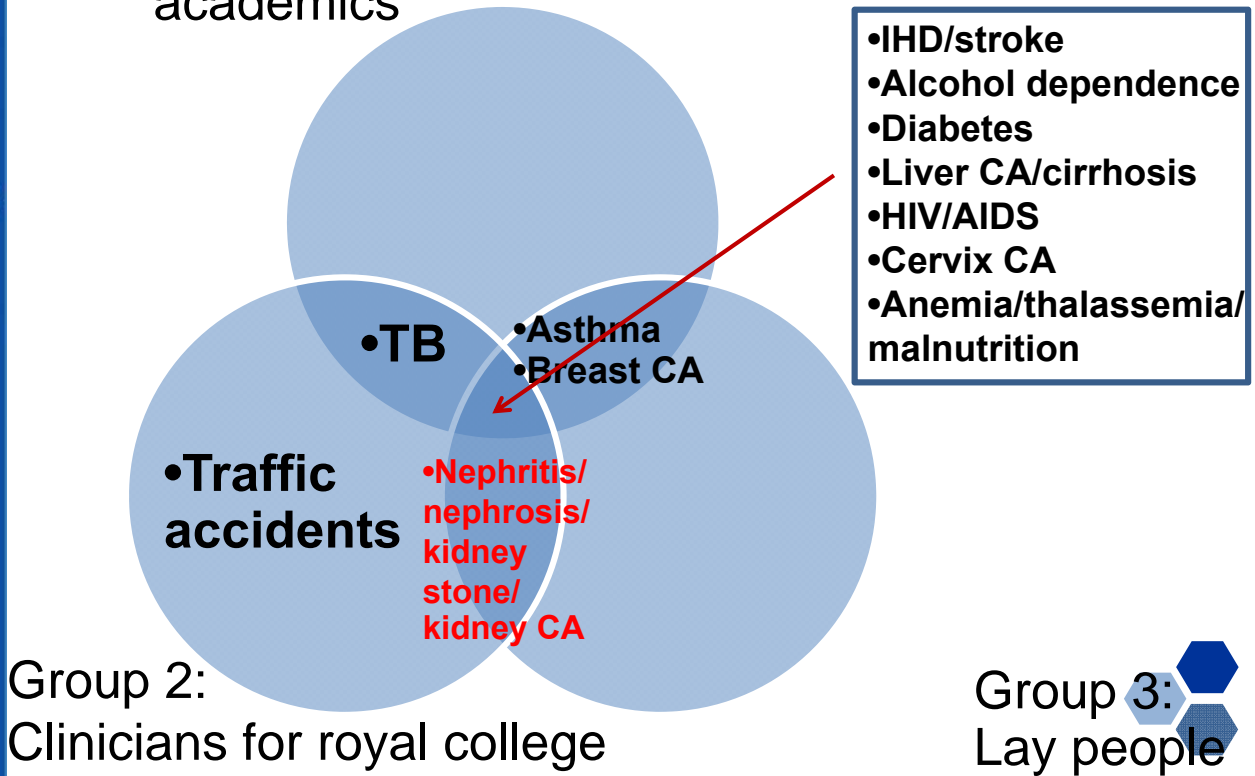 academics
•IHD/stroke
•Alcohol dependence
•Diabetes
•Liver CA/cirrhosis
•HIV/AIDS
•Cervix CA
•Anemia/thalassemia/
malnutrition
•TB
•Asthma
•Breast CA
•Traffic
accidents
•Nephritis/
nephrosis/
kidney
stone/
kidney CA
Group 2:
Clinicians for royal college
Group 3:
Lay people